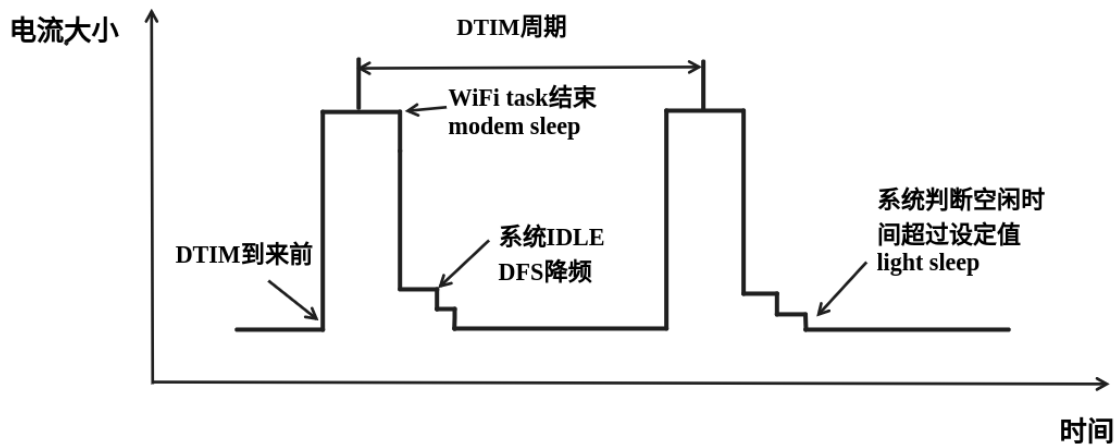 电流大小
DTIM周期
WiFi task结束
modem sleep
系统判断空闲时
间超过设定值
light sleep
系统IDLE
DFS降频
DTIM到来前
时间